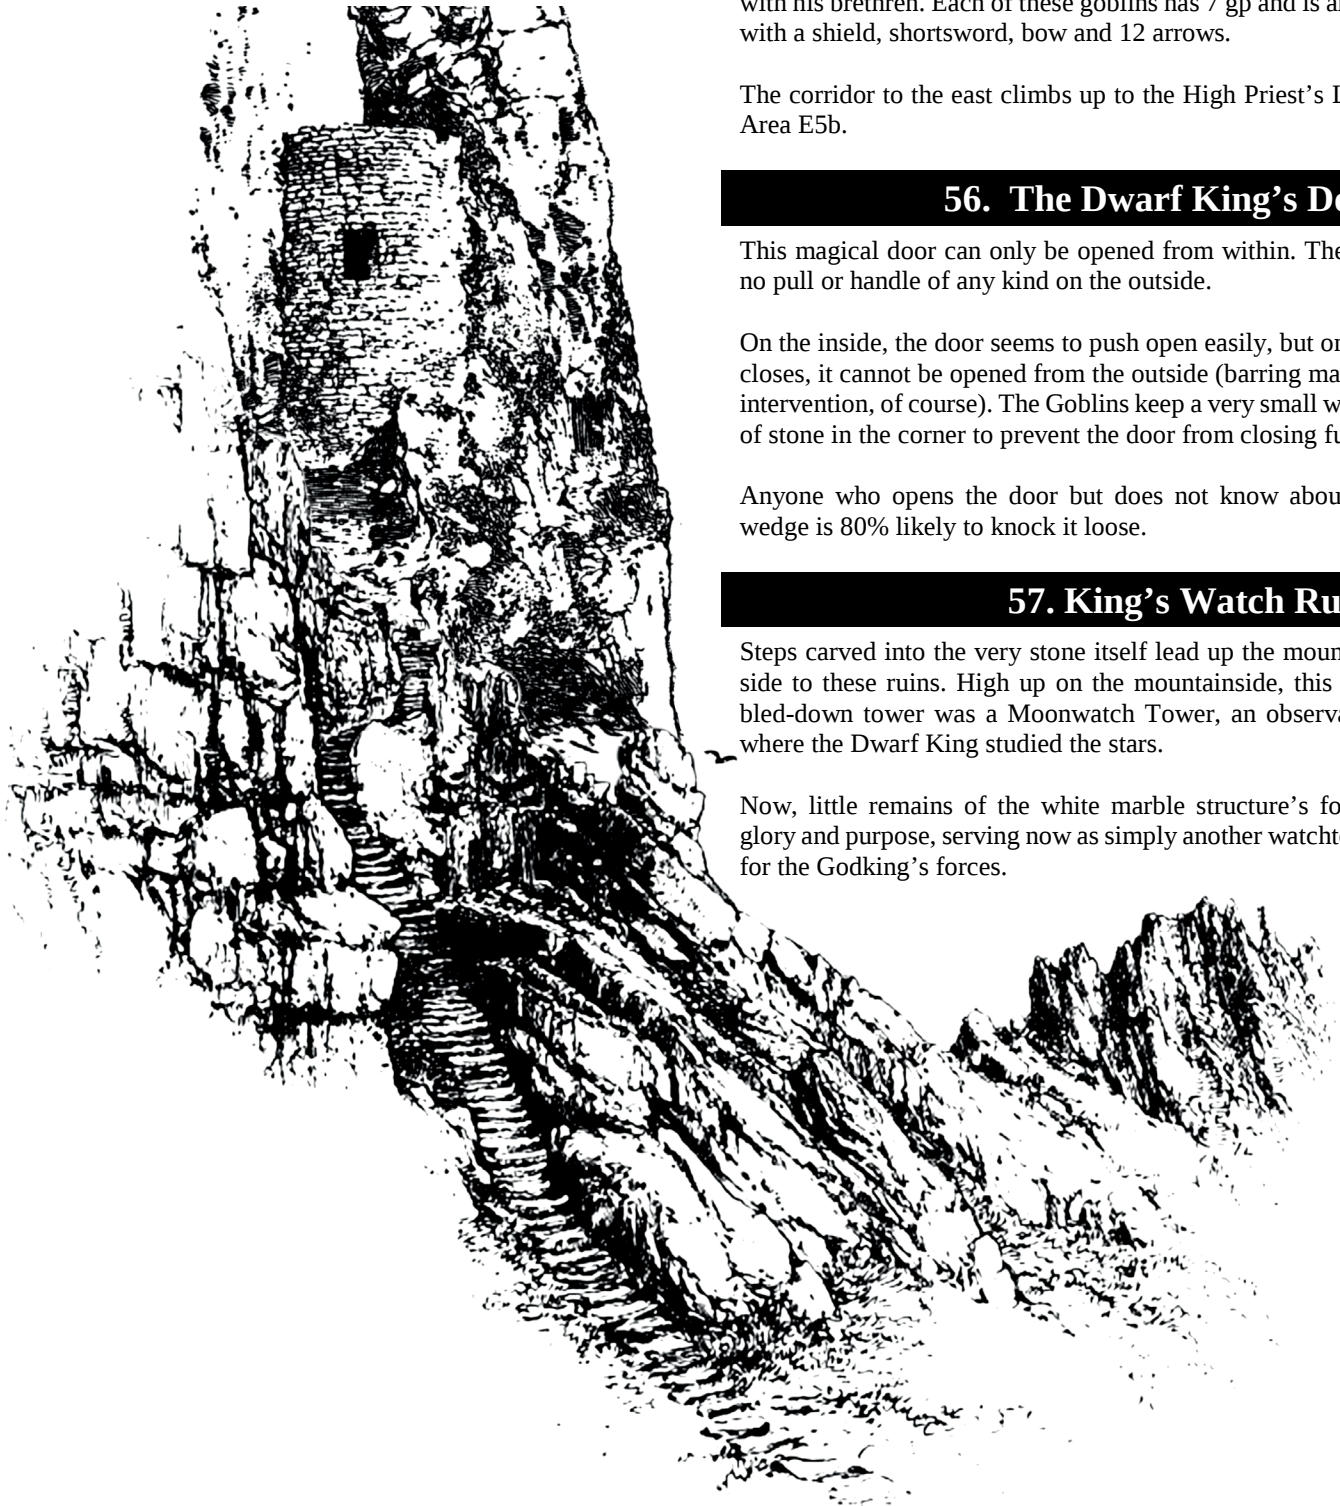 with his brethren. Each of these goblins has 7 gp and is
with a shield, shortsword, bow and 12 arrows.
The corridor to the east climbs up to the High Priest’s
Area E5b.
56. The Dwarf King’s
This magical door can only be opened from within.
no pull or handle of any kind on the outside.
On the inside, the door seems to push open easily, but
closes, it cannot be opened from the outside (barring
intervention, of course). The Goblins keep a very small
of stone in the corner to prevent the door from closing
Anyone who opens the door but does not know
wedge is 80% likely to knock it loose.
57. King’s Watch
Steps carved into the very stone itself lead up the
side to these ruins. High up on the mountainside, this
bled-down tower was a Moonwatch Tower, an
where the Dwarf King studied the stars.
Now, little remains of the white marble structure’s
glory and purpose, serving now as simply another
for the Godking’s forces.